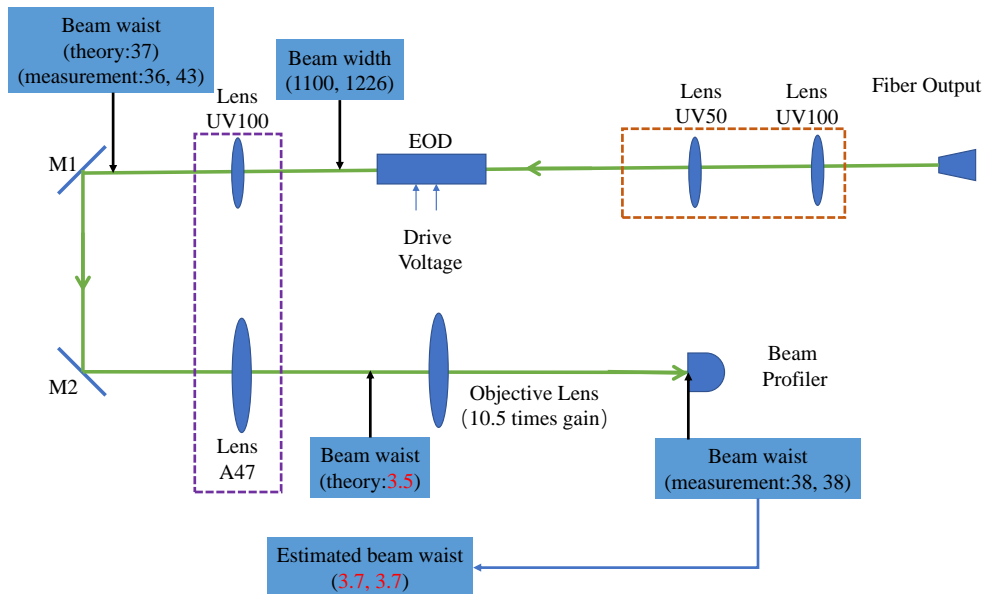 Beam waist
(theory:37)
(measurement:36, 43)
Beam width
(1100, 1226)
Lens
UV100
EOD
Lens
UV50
Lens
UV100
Fiber Output
M1
Drive
Voltage
M2
Lens
A47
Objective Lens
(10.5 times gain)
Beam
Profiler
Beam waist
(theory:3.5)
Beam waist
(measurement:38, 38)
Estimated beam waist
(3.7, 3.7)